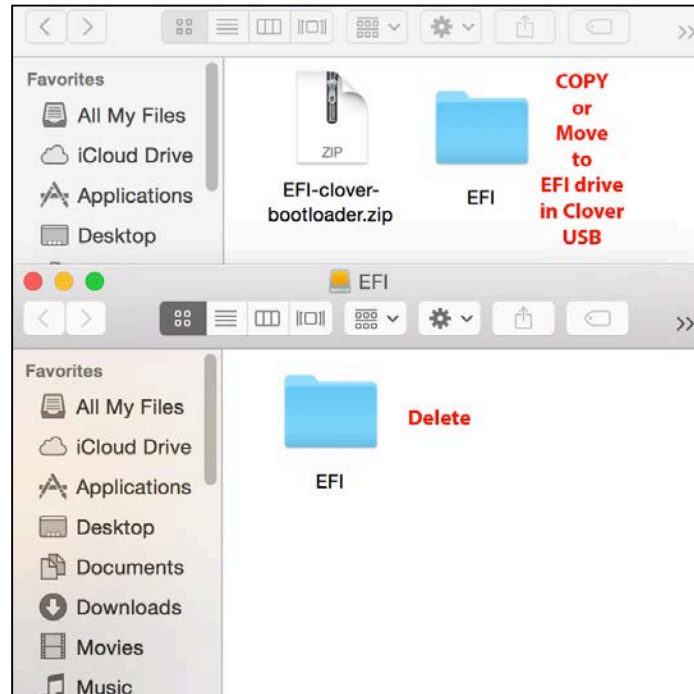 Favorites
All My Files
iCloud Drive
Applications
Desktop
ZIP
EFI-clover-
bootloader.zip
EFI
COPY
or
Move
to
EFI drive
in Clover
USB
EFI
Favorites
All My Files
iCloud Drive
Applications
Desktop
Documents
Downloads
Movies
Music
EFI
Delete